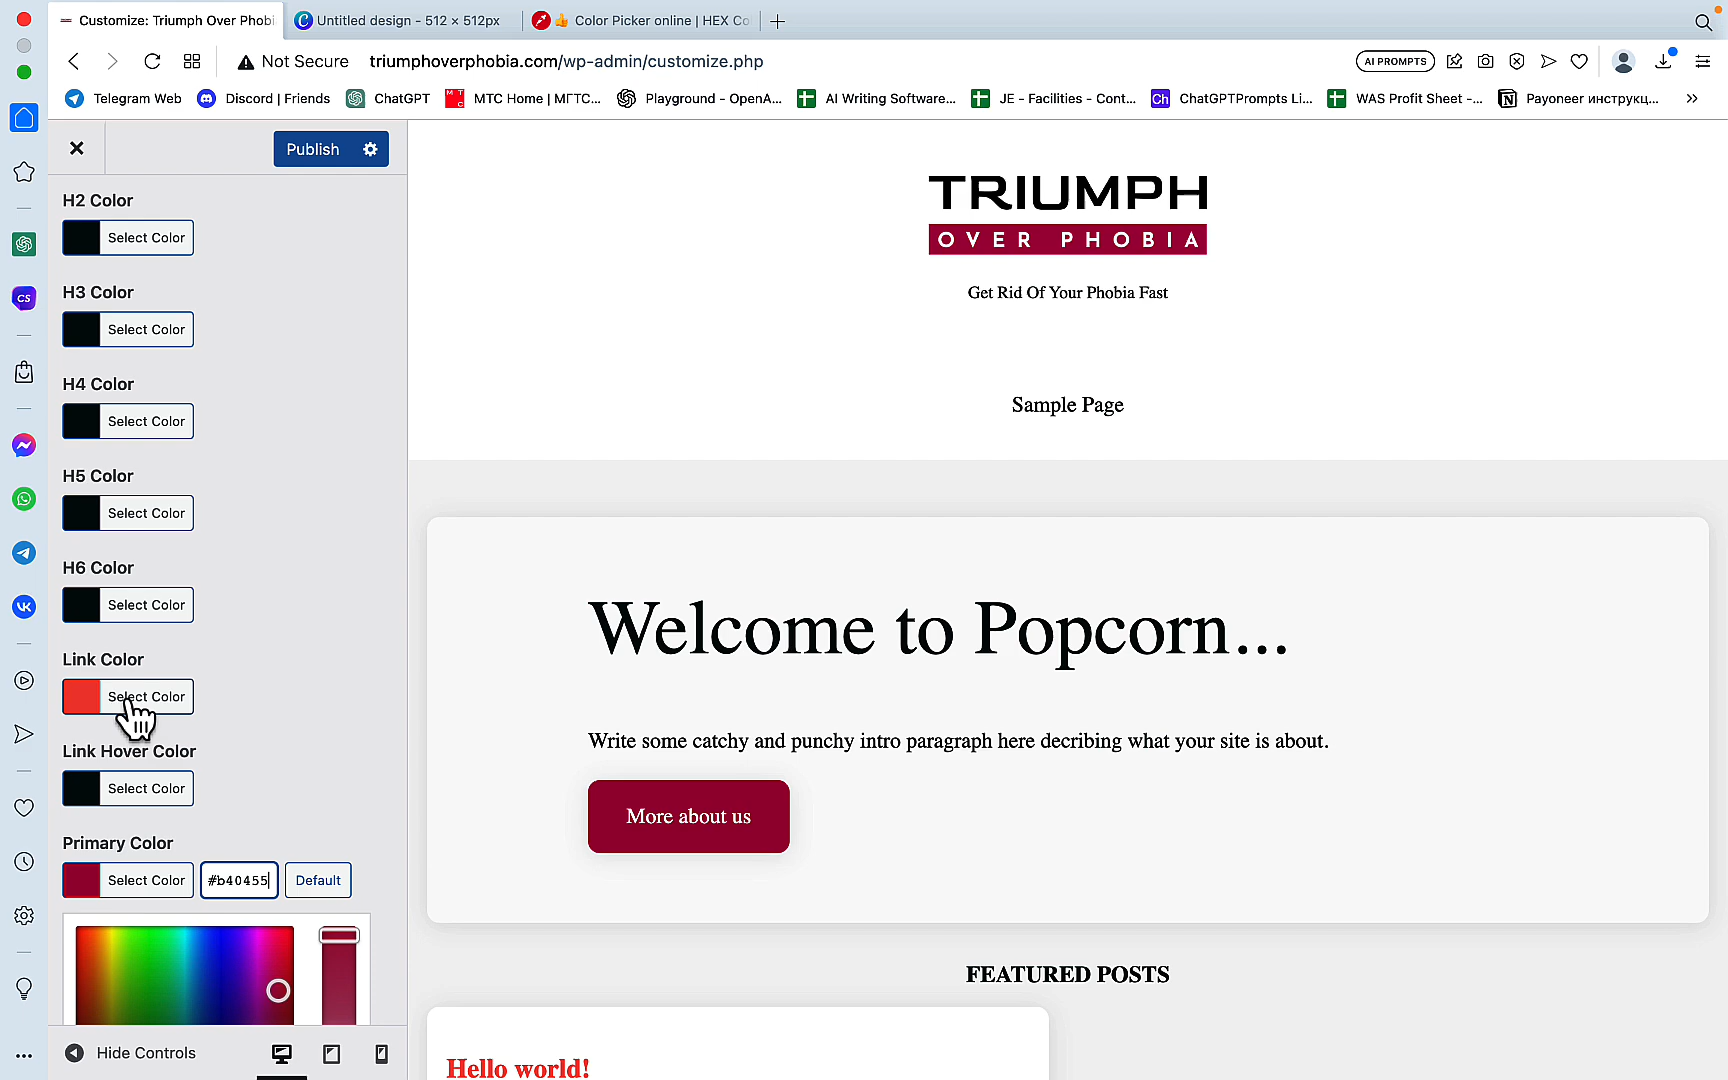 Customize: Triumph Over Phobi
Untitled design - 512 × 512px
👍 Color Picker online | HEX Co
Not Secure
triumphoverphobia.com/wp-admin/customize.php
AI PROMPTS
Telegram Web
Discord | Friends
ChatGPT
МТС Home | МГТС...
Playground - OpenA...
AI Writing Software...
JE - Facilities - Cont...
Ch
ChatGPTPrompts Li...
WAS Profit Sheet -...
Payoneer инструкц...
CS
Publish
H2 Color
Select Color
H3 Color
Select Color
H4 Color
Select Color
H5 Color
Select Color
H6 Color
Select Color
Link Color
Select Color
Link Hover Color
Select Color
Primary Color
Select Color
#b40455
Default
Hide Controls
TRIUMPH
OVER PHOBIA
Get Rid Of Your Phobia Fast
Sample Page
Welcome to Popcorn...
Write some catchy and punchy intro paragraph here decribing what your site is about.
More about us
FEATURED POSTS
Hello world!